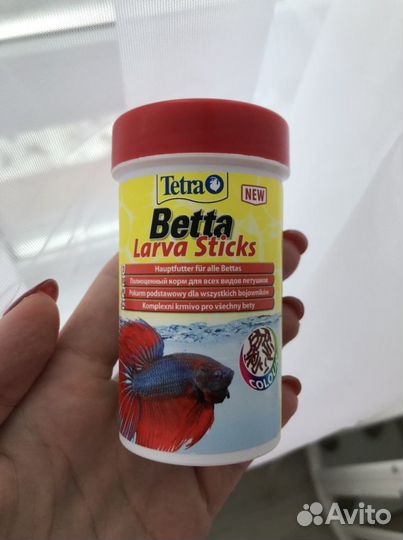 Tetra
NEW
Betta
Larva Sticks
Hauptfutter für alle Bettas
Полноценный корм для всех видов петушков
Pokarm podstawowy dla wszystkich bojowników
Komplexní krmivo pro všechny bety
COLOUR
Avito